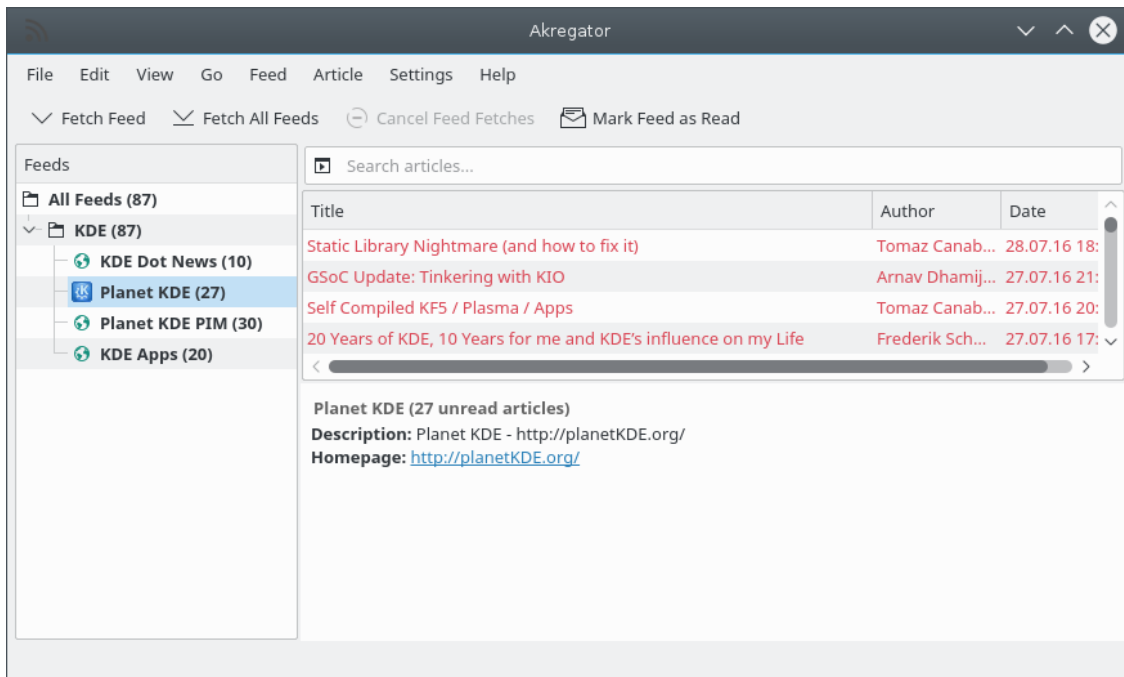 Akregator
File Edit View Go Feed Article Settings Help
Fetch Feed Fetch All Feeds Cancel Feed Fetches Mark Feed as Read
Feeds
All Feeds (87)
KDE (87)
KDE Dot News (10)
Planet KDE (27)
Planet KDE PIM (30)
KDE Apps (20)
Search articles...
Title Author Date
Static Library Nightmare (and how to fix it) Tomaz Canab... 28.07.16 18:
GSoC Update: Tinkering with KIO Arnav Dhamij... 27.07.16 21:
Self Compiled KF5 / Plasma / Apps Tomaz Canab... 27.07.16 20:
20 Years of KDE, 10 Years for me and KDE’s influence on my Life Frederik Sch... 27.07.16 17:
Planet KDE (27 unread articles)
Description: Planet KDE - http://planetKDE.org/
Homepage: http://planetKDE.org/